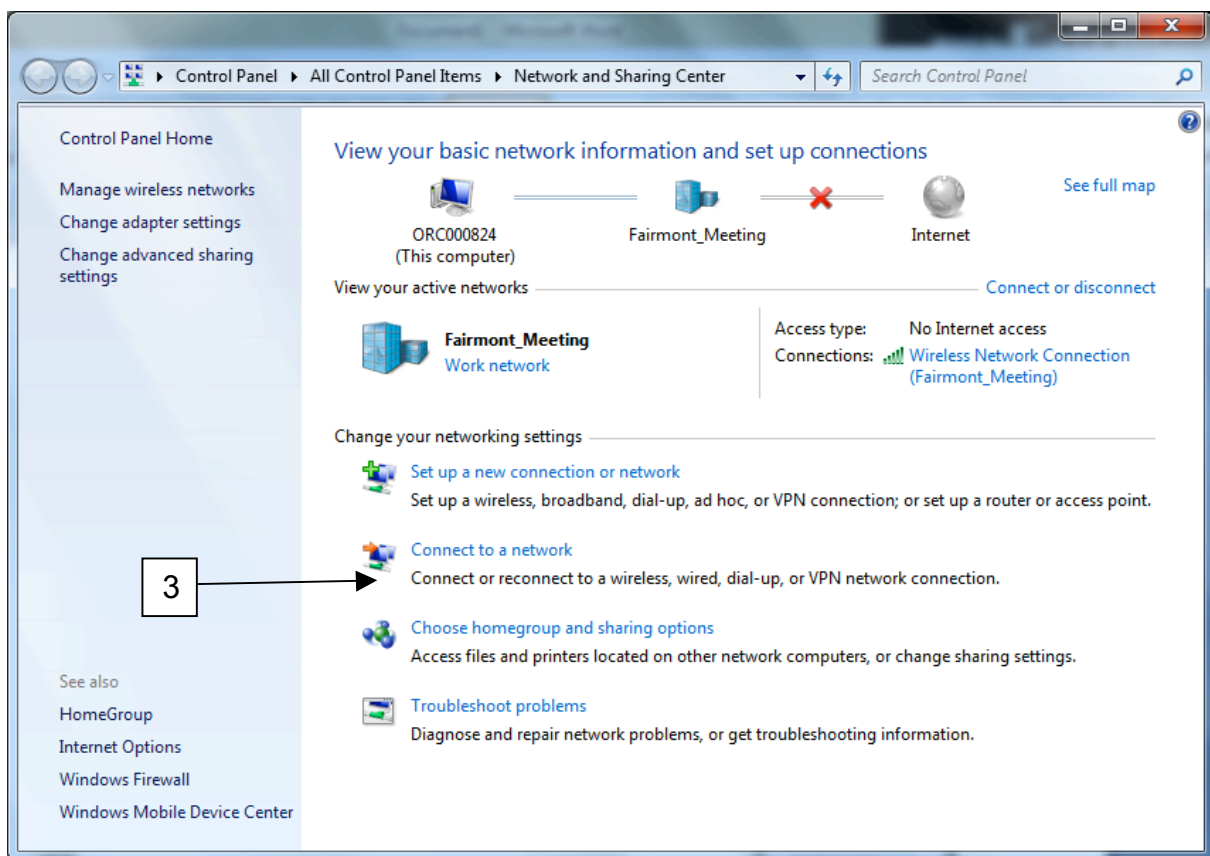 Control Panel ▸ All Control Panel Items ▸ Network and Sharing Center
Search Control Panel
Control Panel Home
Manage wireless networks
Change adapter settings
Change advanced sharing
settings
See also
HomeGroup
Internet Options
Windows Firewall
Windows Mobile Device Center
View your basic network information and set up connections
See full map
ORC000824
(This computer)
Fairmont_Meeting
Internet
View your active networks
Connect or disconnect
Fairmont_Meeting
Work network
Access type: No Internet access
Connections: Wireless Network Connection
(Fairmont_Meeting)
Change your networking settings
Set up a new connection or network
Set up a wireless, broadband, dial-up, ad hoc, or VPN connection; or set up a router or access point.
3
Connect to a network
Connect or reconnect to a wireless, wired, dial-up, or VPN network connection.
Choose homegroup and sharing options
Access files and printers located on other network computers, or change sharing settings.
Troubleshoot problems
Diagnose and repair network problems, or get troubleshooting information.